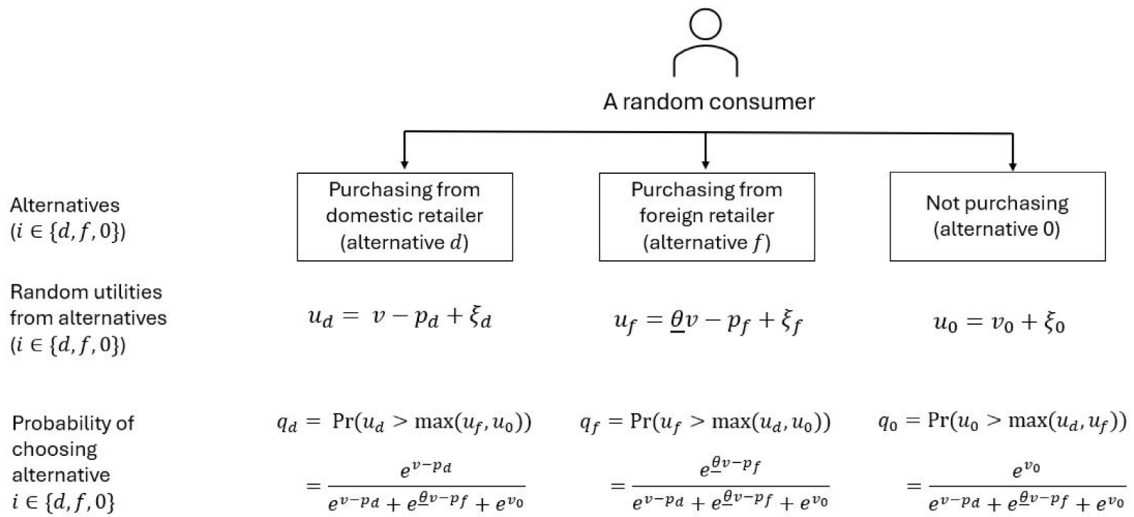 A random consumer
Alternatives
(i ∈ {d, f, 0})
Purchasing from
domestic retailer
(alternative d)
Purchasing from
foreign retailer
(alternative f)
Not purchasing
(alternative 0)
Random utilities
from alternatives
(i ∈ {d, f, 0})
u_d = v − p_d + ξ_d
u_f = θ̲v − p_f + ξ_f
u_0 = v_0 + ξ_0
Probability of
choosing
alternative
i ∈ {d, f, 0}
q_d = Pr(u_d > max(u_f, u_0))
= e^{v−p_d} / (e^{v−p_d} + e^{θ̲v−p_f} + e^{v_0})
q_f = Pr(u_f > max(u_d, u_0))
= e^{θ̲v−p_f} / (e^{v−p_d} + e^{θ̲v−p_f} + e^{v_0})
q_0 = Pr(u_0 > max(u_d, u_f))
= e^{v_0} / (e^{v−p_d} + e^{θ̲v−p_f} + e^{v_0})